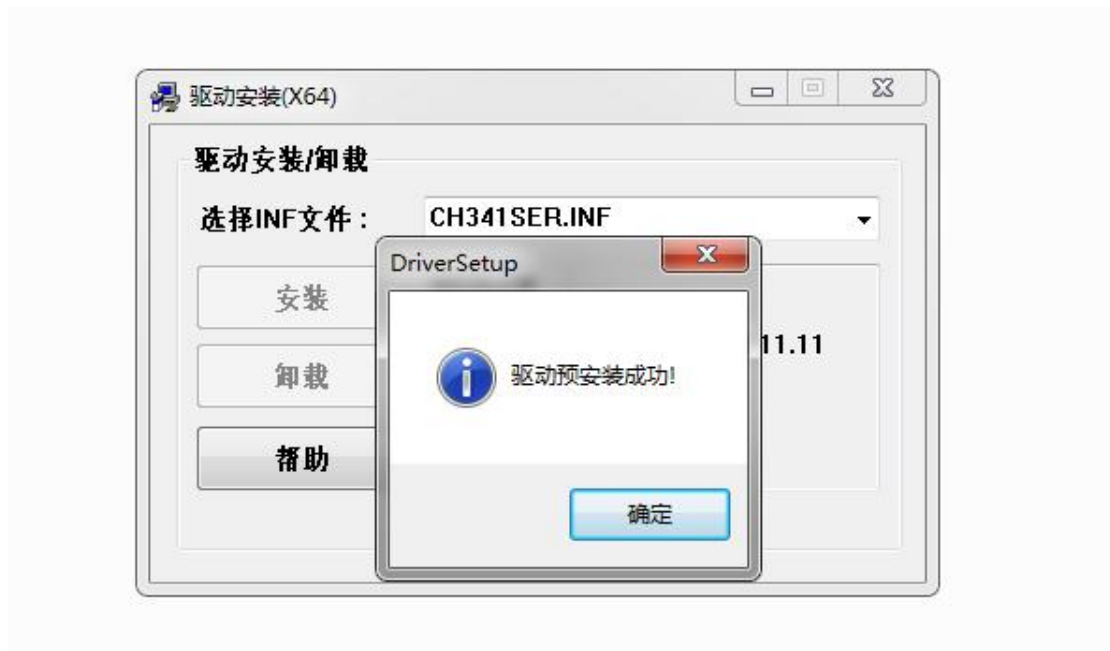 驱动安装(X64)
驱动安装/卸载
选择INF文件：
CH341SER.INF
安装
卸载
帮助
11.11
DriverSetup
驱动预安装成功!
确定